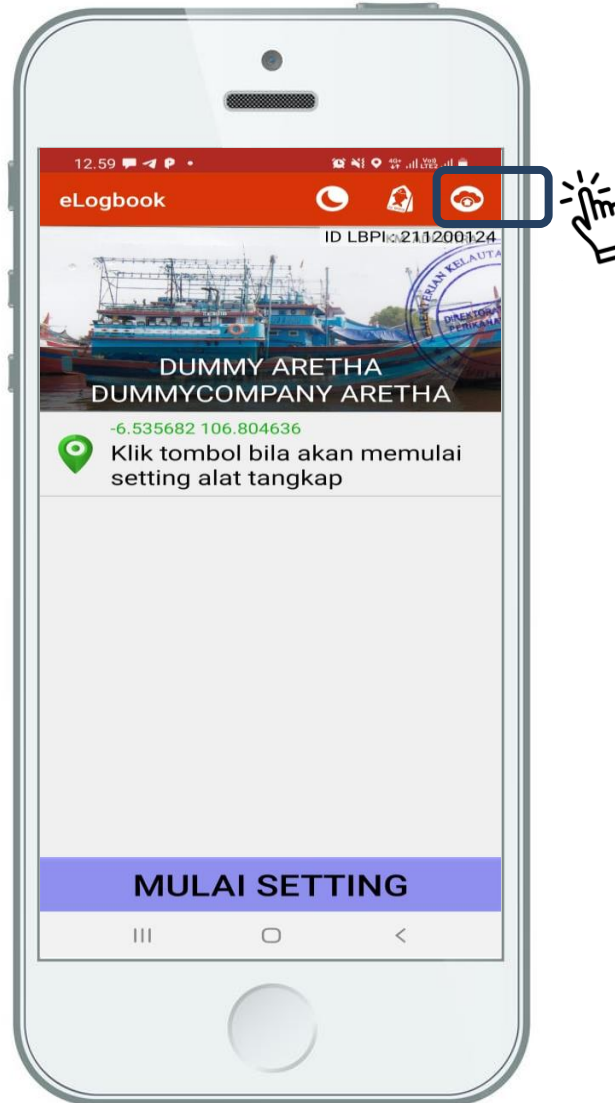 12.59
eLogbook
ID LBPI : 211200124
KELAUTA
DUMMY ARETHA
DUMMYCOMPANY ARETHA
-6.535682 106.804636
Klik tombol bila akan memulai
setting alat tangkap
MULAI SETTING